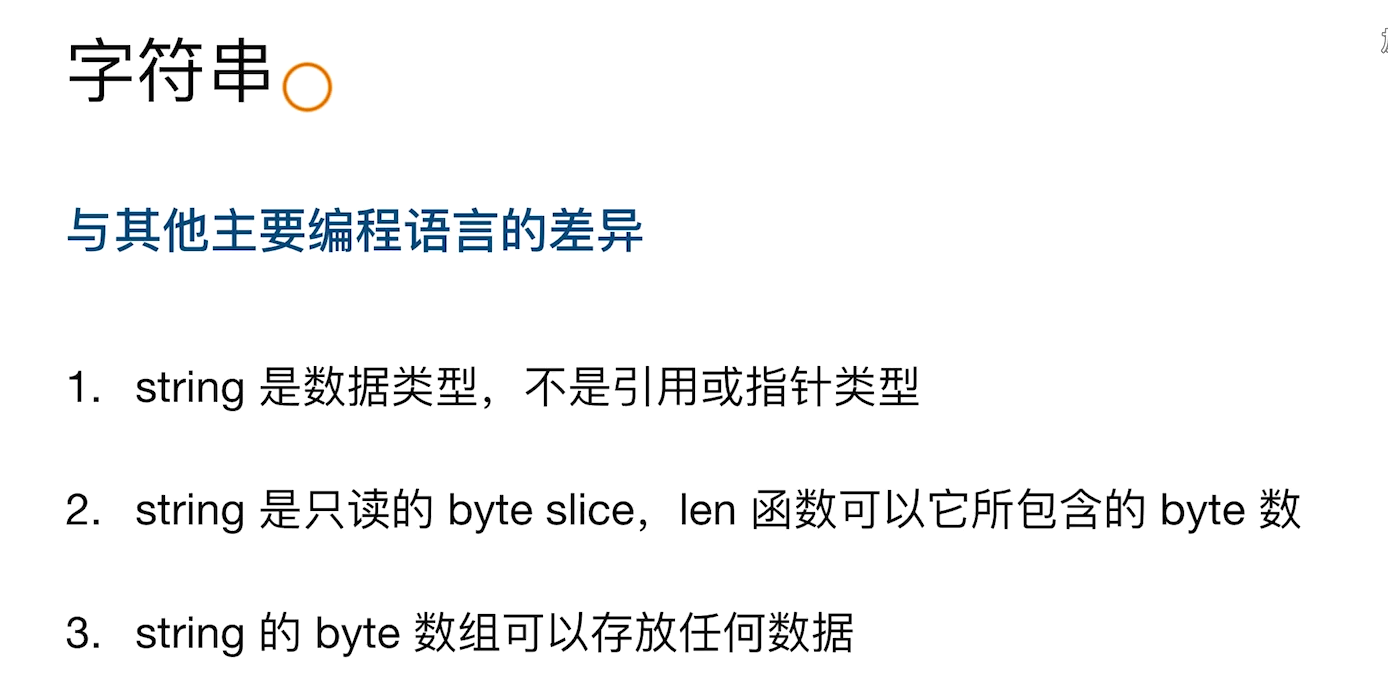 字符串
与其他主要编程语言的差异
1. string 是数据类型，不是引用或指针类型
2. string 是只读的 byte slice，len 函数可以它所包含的 byte 数
3. string 的 byte 数组可以存放任何数据